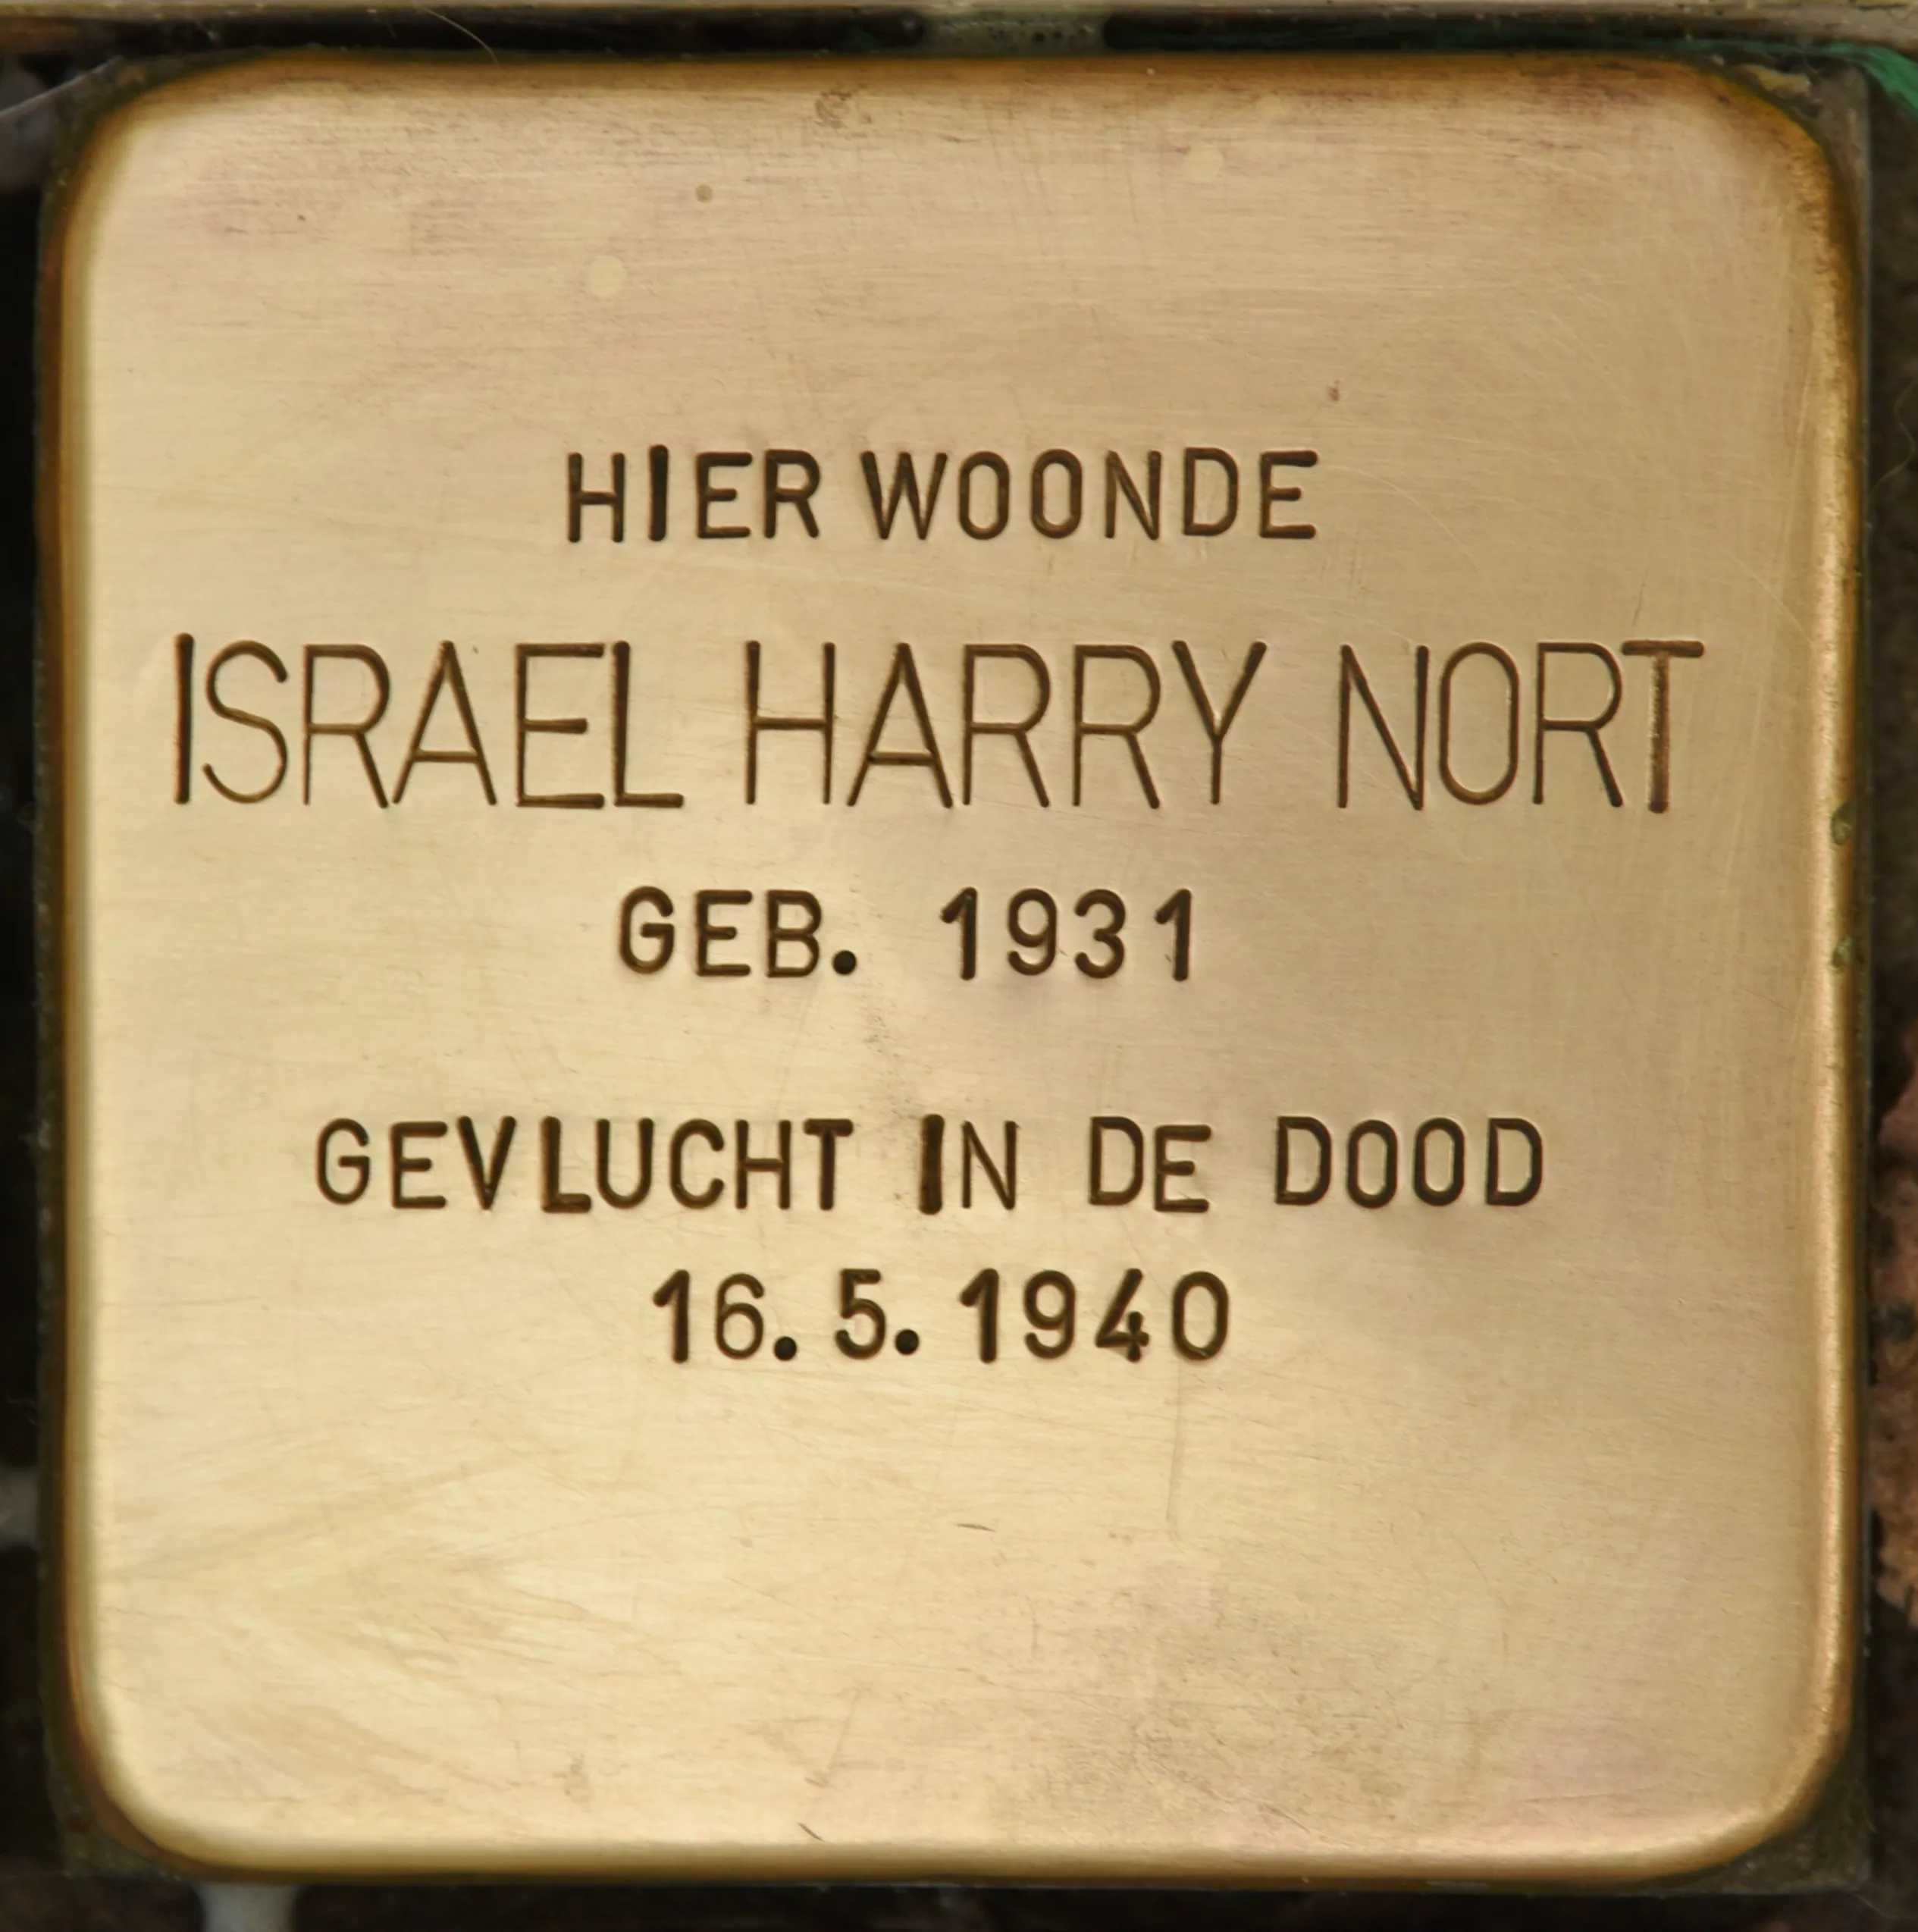 HIER WOONDE
ISRAEL HARRY NORT
GEB. 1931
GEVLUCHT IN DE DOOD
16.5.1940